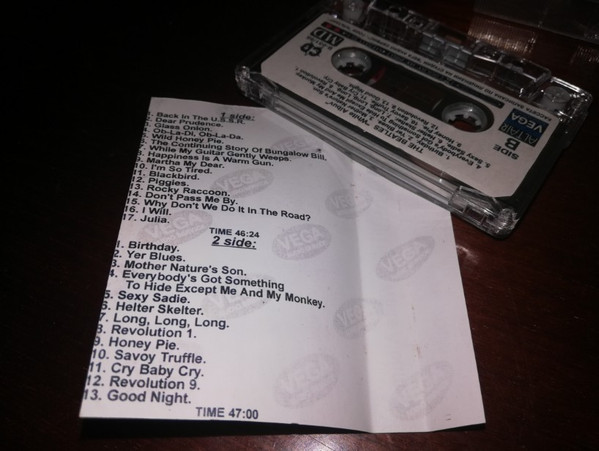 1 side:
1. Back In The U.S.S.R.
2. Dear Prudence.
3. Glass Onion.
4. Ob-La-Di, Ob-La-Da.
5. Wild Honey Pie.
6. The Continuing Story Of Bungalow Bill,
7. While My Guitar Gently Weeps.
8. Happiness Is A Warm Gun.
9. Martha My Dear.
10. I'm So Tired.
11. Blackbird.
12. Piggies.
13. Rocky Raccoon.
14. Don't Pass Me By.
15. Why Don't We Do It In The Road?
16. I Will.
17. Julia.
TIME 46:24
2 side:
1. Birthday.
2. Yer Blues.
3. Mother Nature's Son.
4. Everybody's Got Something
To Hide Except Me And My Monkey.
5. Sexy Sadie.
6. Helter Skelter.
7. Long, Long, Long.
8. Revolution 1.
9. Honey Pie.
10. Savoy Truffle.
11. Cry Baby Cry.
12. Revolution 9.
13. Good Night.
TIME 47:00
VEGA
VEGA
VEGA
VEGA
VEGA
SIDE
B
ALTAIR
VEGA
THE BEATLES